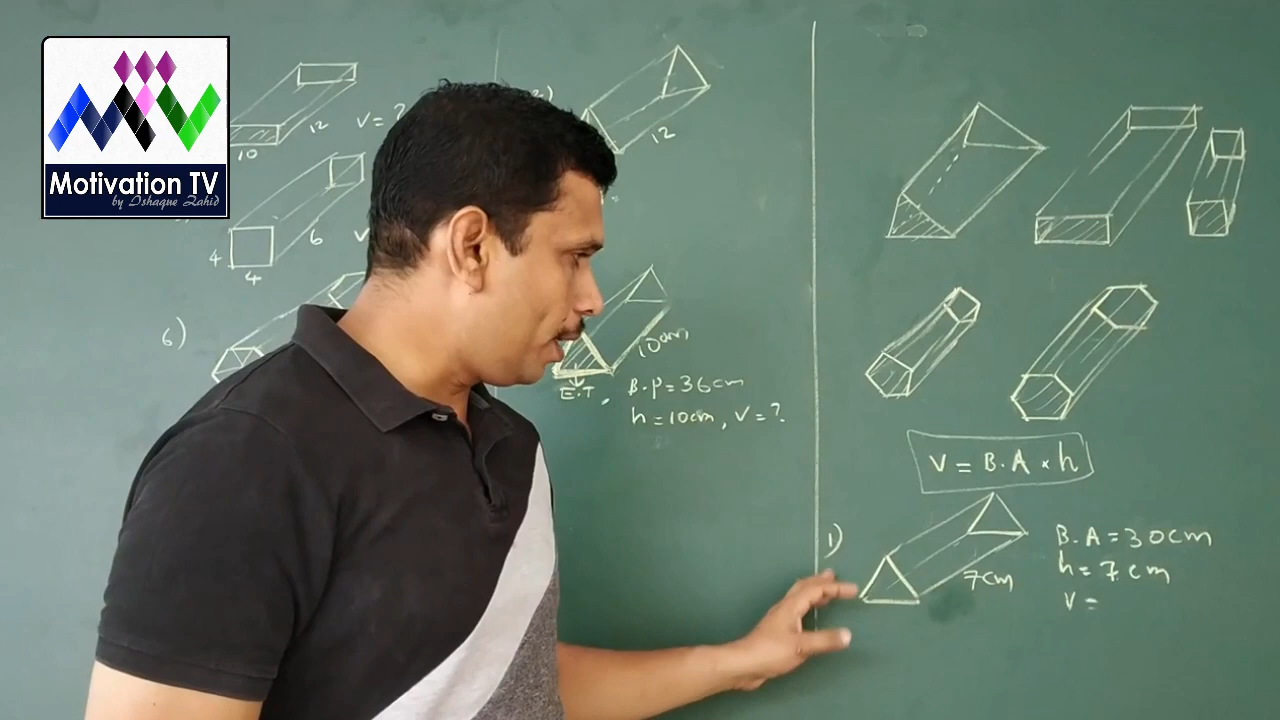 Motivation TV
by Ishaque Zahid
12
V = ?
10
4
4
6
V
6)
2)
12
10cm
E.T, B.P = 36cm
h = 10cm, V = ?
V = B.A × h
1)
7cm
B.A = 30cm
h = 7cm
V =